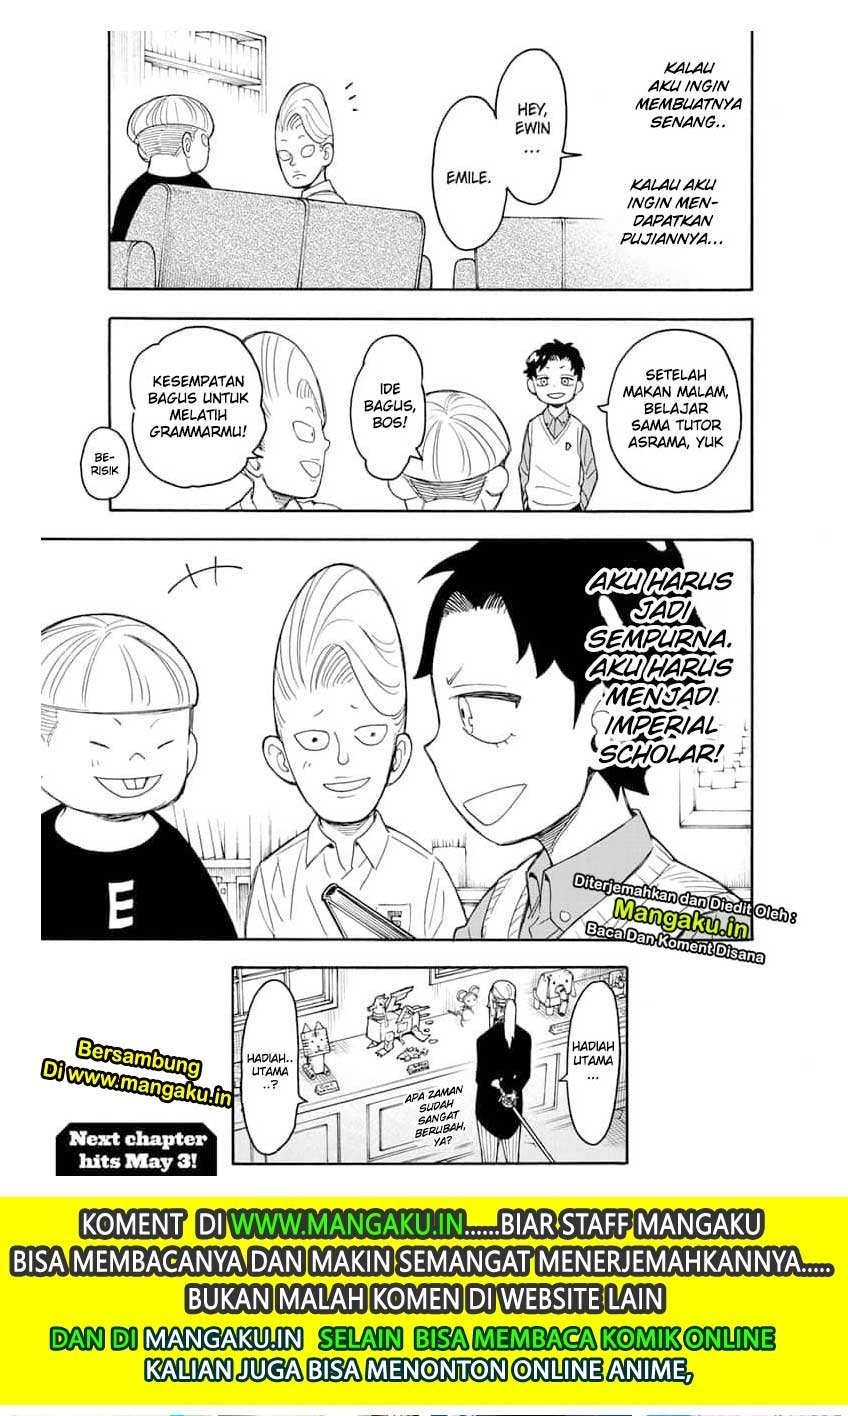 KALAU
AKU INGIN
MEMBUATNYA
SENANG..
HEY,
EWIN
...
EMILE.
KALAU AKU
INGIN MEN-
DAPATKAN
PUJIANNYA...
SETELAH
MAKAN MALAM,
BELAJAR
SAMA TUTOR
ASRAMA, YUK
IDE
BAGUS,
BOS!
KESEMPATAN
BAGUS UNTUK
MELATIH
GRAMMARMU!
BE-
RISIK
AKU HARUS
JADI
SEMPURNA.
AKU HARUS
MENJADI
IMPERIAL
SCHOLAR!
E
E
D
Diterjemahkan dan Diedit Oleh :
Mangaku.in
Baca Dan Koment Disana
HADIAH
UTAMA
...
HADIAH..
UTAMA
..?
APA ZAMAN
SUDAH
SANGAT
BERUBAH,
YA?
Bersambung
Di www.mangaku.in
Next chapter
hits May 3!
KOMENT DI WWW.MANGAKU.IN......BIAR STAFF MANGAKU
BISA MEMBACANYA DAN MAKIN SEMANGAT MENERJEMAHKANNYA.....
BUKAN MALAH KOMEN DI WEBSITE LAIN
DAN DI MANGAKU.IN SELAIN BISA MEMBACA KOMIK ONLINE
KALIAN JUGA BISA MENONTON ONLINE ANIME,